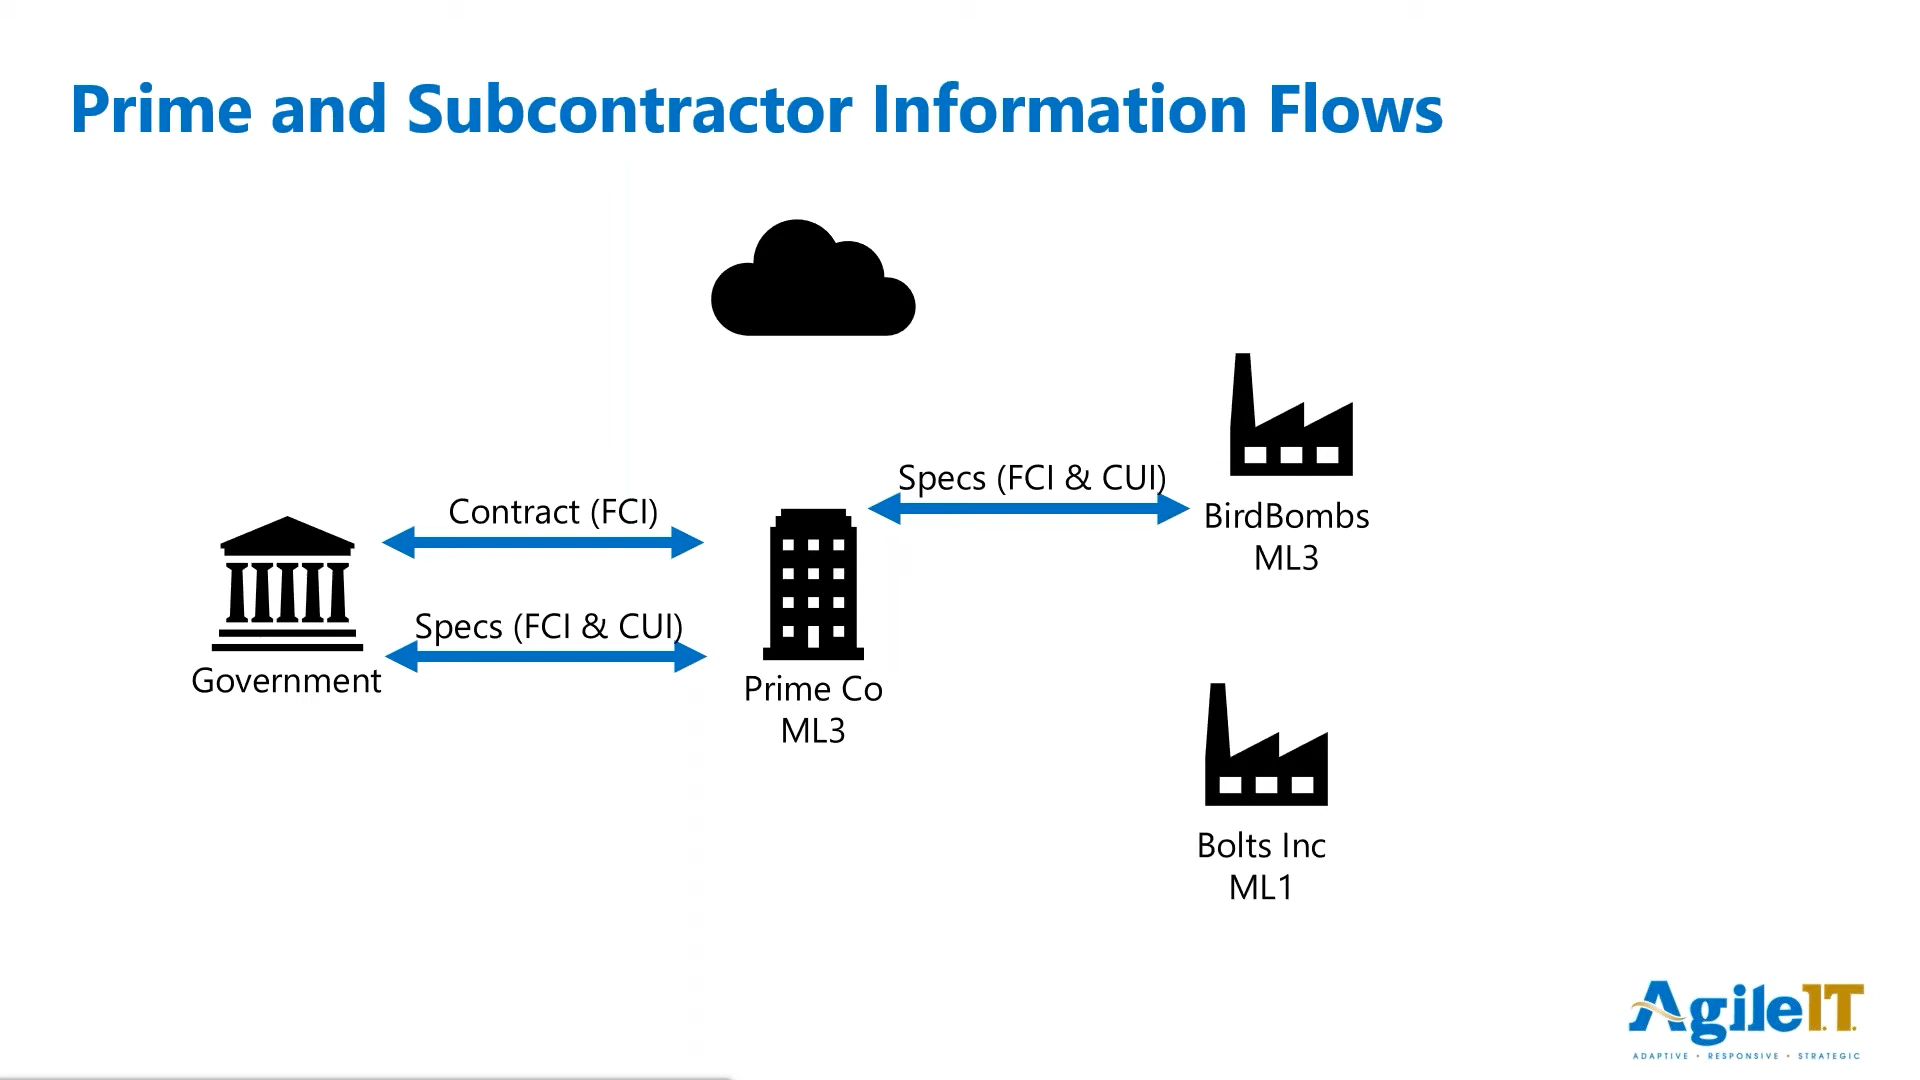 Prime and Subcontractor Information Flows
Specs (FCI & CUI)
Contract (FCI)
BirdBombs
ML3
Specs (FCI & CUI)
Government
Prime Co
ML3
Bolts Inc
ML1
AgileI.T.
ADAPTIVE • RESPONSIVE • STRATEGIC